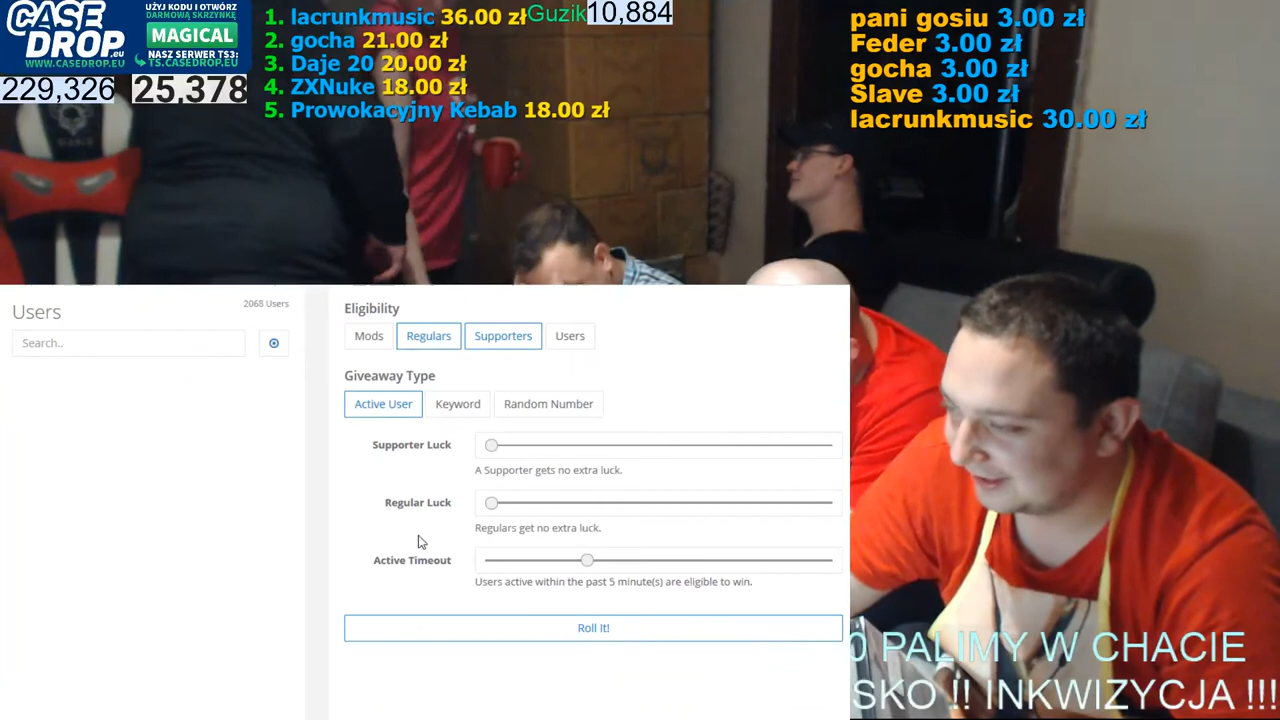 CASE
DROP.eu
WWW.CASEDROP.EU
UŻYJ KODU I OTWÓRZ
DARMOWĄ SKRZYNKĘ
MAGICAL
NASZ SERWER TS3:
TS.CASEDROP.EU
229,326
25,378
1. lacrunkmusic 36.00 zł
2. gocha 21.00 zł
3. Daje 20 20.00 zł
4. ZXNuke 18.00 zł
5. Prowokacyjny Kebab 18.00 zł
Guzik 10,884
pani gosiu 3.00 zł
Feder 3.00 zł
gocha 3.00 zł
Slave 3.00 zł
lacrunkmusic 30.00 zł
Users
2068 Users
Search..
Eligibility
Mods Regulars Supporters Users
Giveaway Type
Active User Keyword Random Number
Supporter Luck
A Supporter gets no extra luck.
Regular Luck
Regulars get no extra luck.
Active Timeout
Users active within the past 5 minute(s) are eligible to win.
Roll It!
0 PALIMY W CHACIE
SKO !! INKWIZYCJA !!!